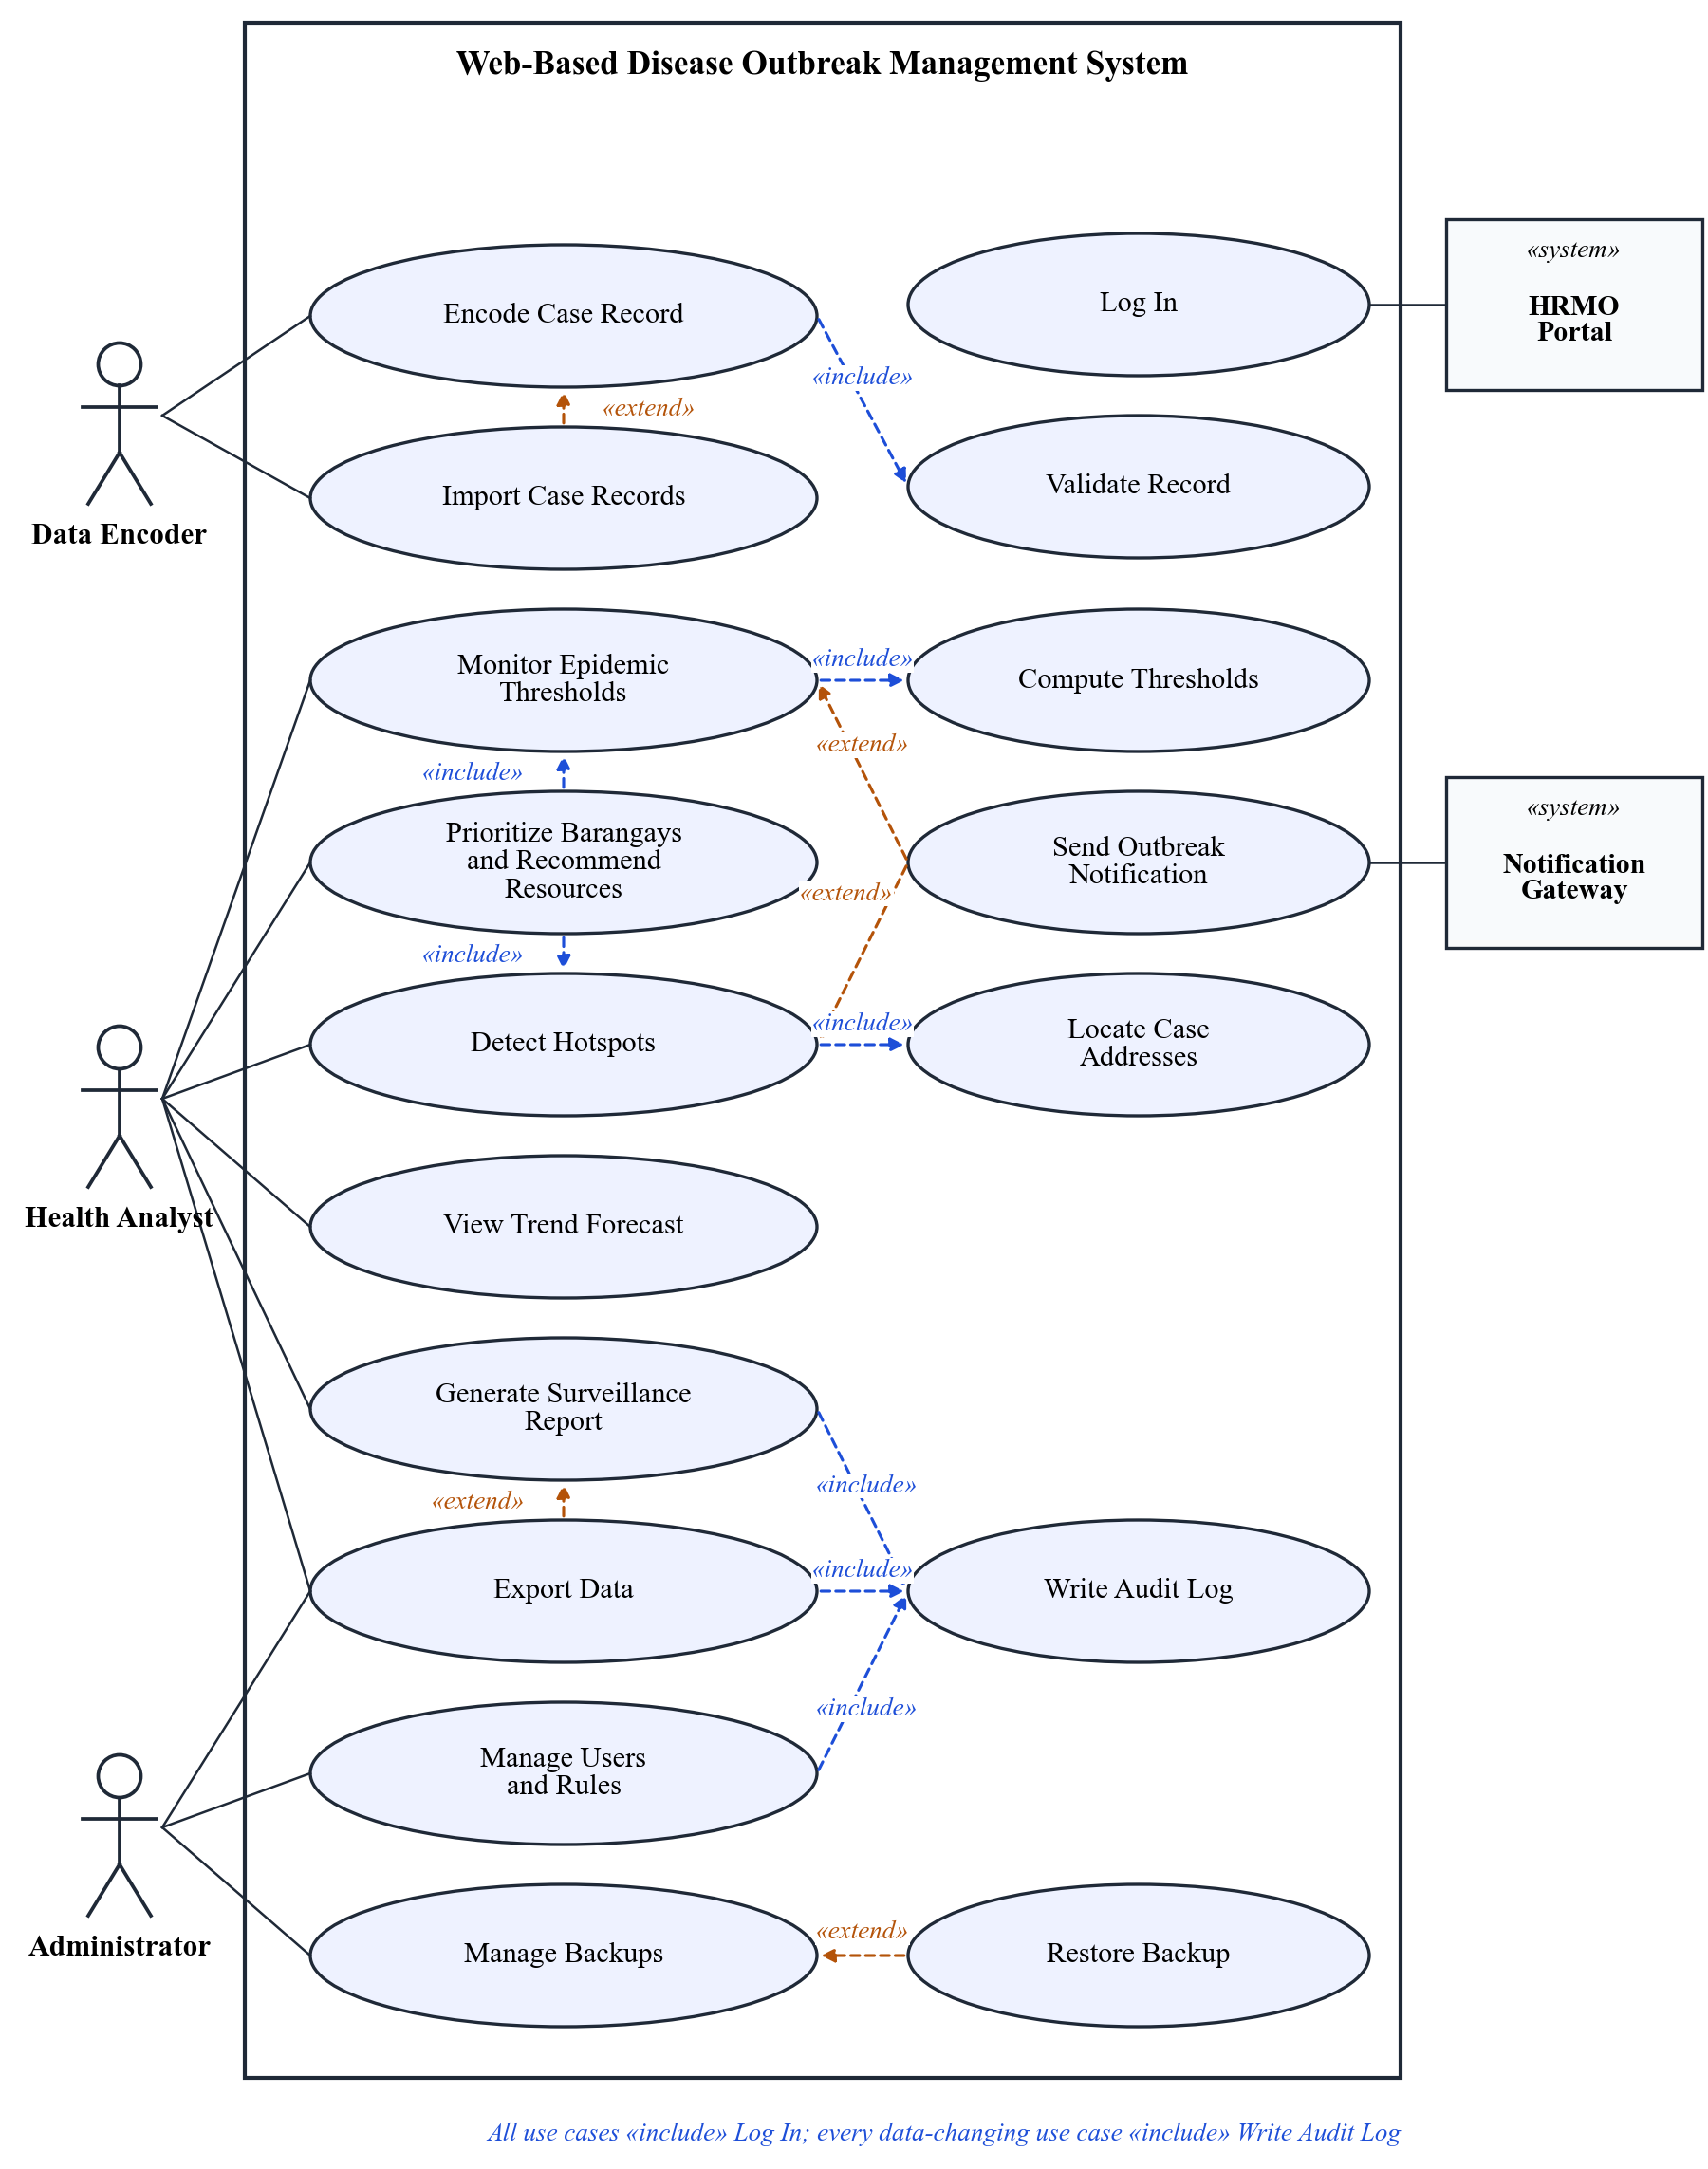 Web-Based Disease Outbreak Management System
«system»
HRMO
Portal
Encode Case Record
Log In
«include»
«extend»
Import Case Records
Validate Record
Data Encoder
Monitor Epidemic
Thresholds
«include»
Compute Thresholds
«extend»
«include»
Prioritize Barangays
and Recommend
Resources
«extend»
Send Outbreak
Notification
«system»
Notification
Gateway
«include»
Detect Hotspots
«include»
Locate Case
Addresses
Health Analyst
View Trend Forecast
Generate Surveillance
Report
«include»
«extend»
Export Data
«include»
Write Audit Log
«include»
Manage Users
and Rules
Administrator
Manage Backups
«extend»
Restore Backup
All use cases «include» Log In; every data-changing use case «include» Write Audit Log